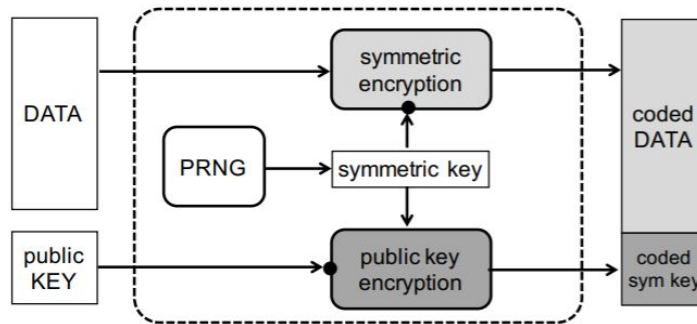 DATA
public
KEY
PRNG
symmetric
encryption
symmetric key
public key
encryption
coded
DATA
coded
sym key